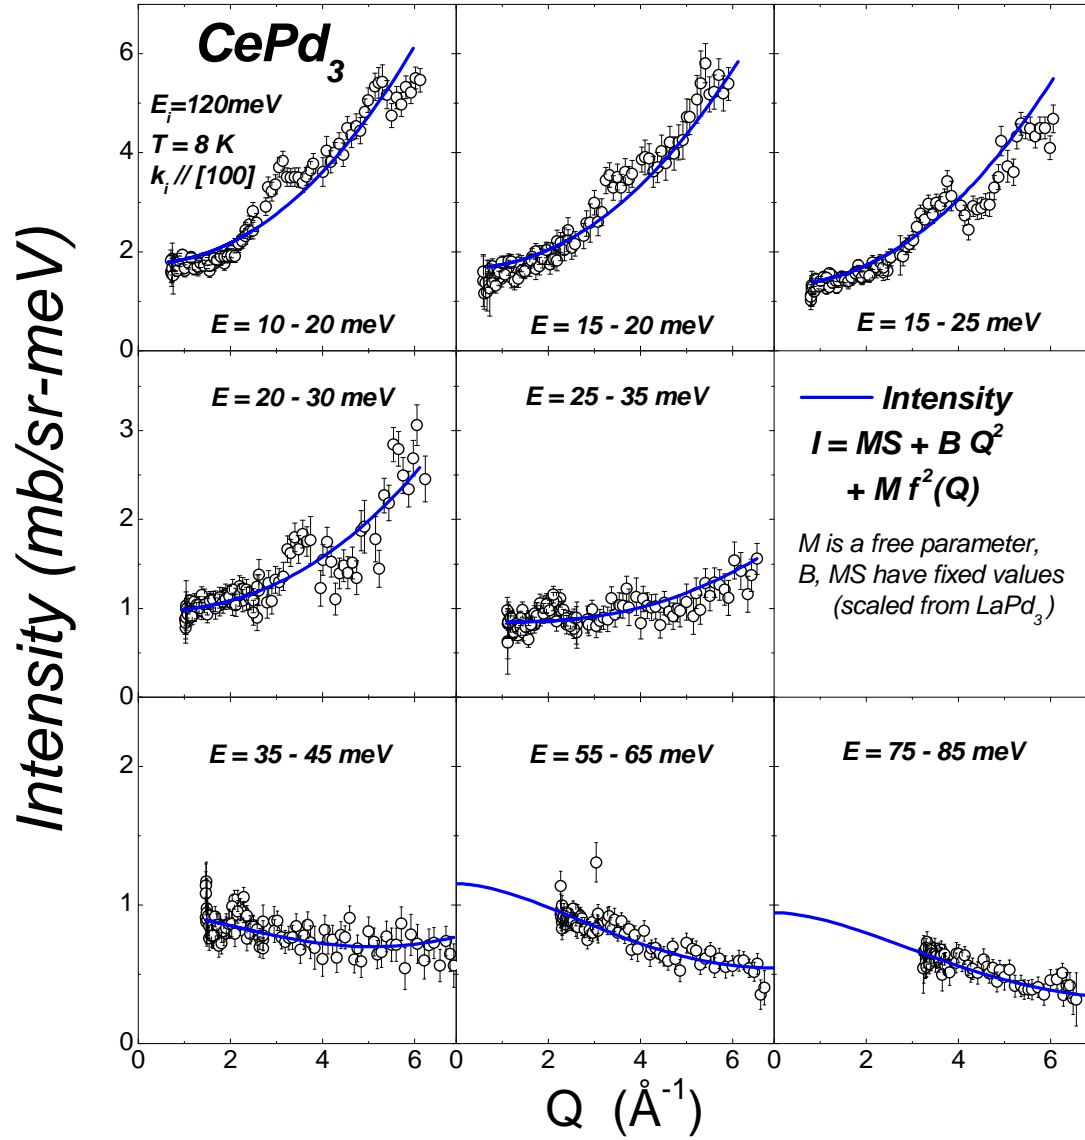 CePd₃
E_i=120meV
T = 8 K
k_i // [100]
E = 10 - 20 meV
E = 15 - 20 meV
E = 15 - 25 meV
E = 20 - 30 meV
E = 25 - 35 meV
Intensity
I = MS + B Q²
+ M f²(Q)
M is a free parameter,
B, MS have fixed values
(scaled from LaPd₃)
E = 35 - 45 meV
E = 55 - 65 meV
E = 75 - 85 meV
Intensity (mb/sr-meV)
6
4
2
0
3
2
1
0
2
1
0
0 2 4 6 0 2 4 6 0 2 4 6
Q (Å⁻¹)